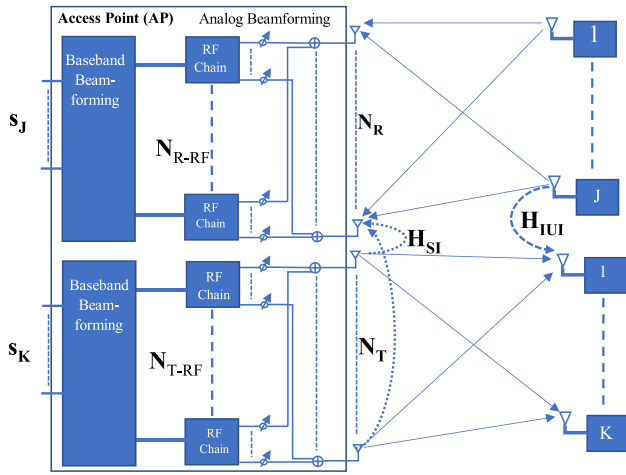 Access Point (AP)
Analog Beamforming
Baseband
Beam-
forming
RF
Chain
s_J
N_R-RF
N_R
RF
Chain
1
J
H_IUI
H_SI
Baseband
Beam-
forming
RF
Chain
s_K
N_T-RF
N_T
RF
Chain
1
K